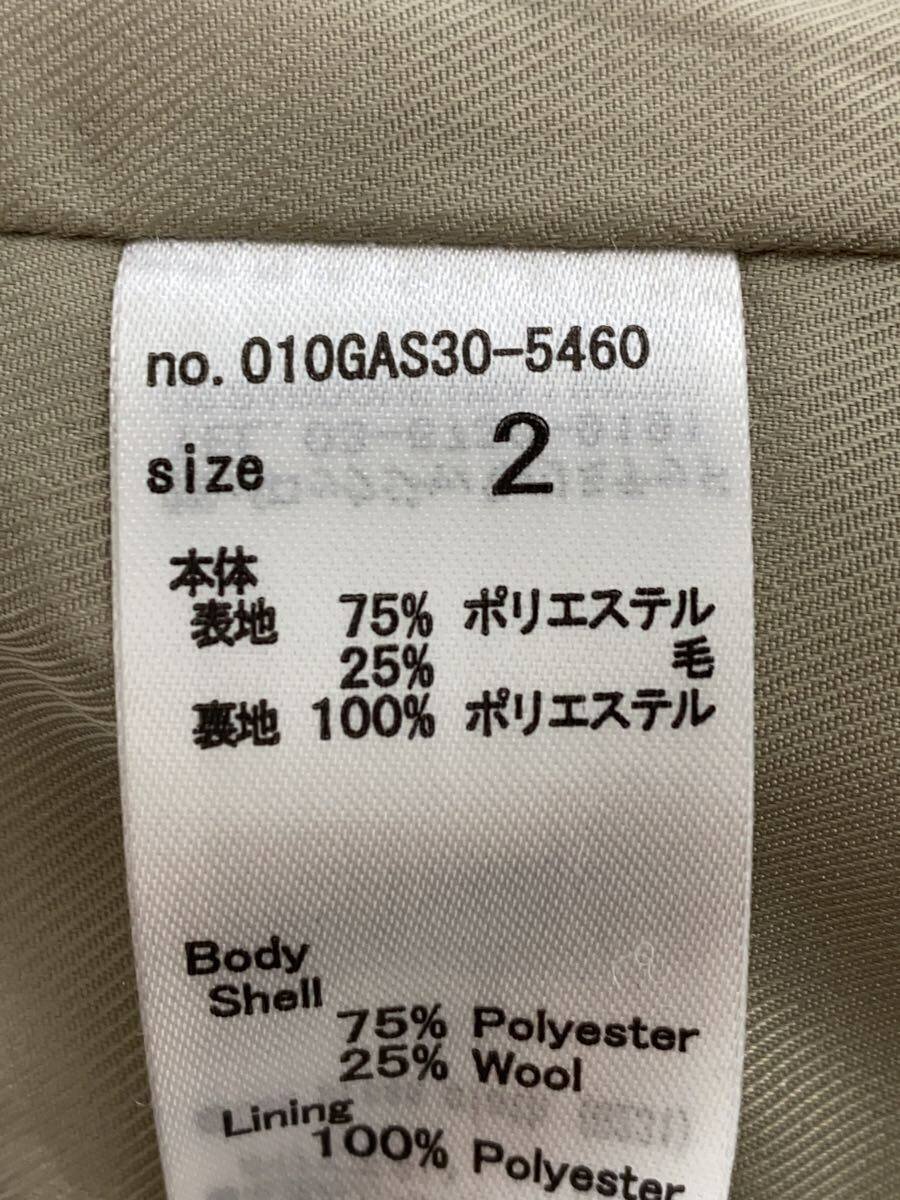 no. 010GAS30-5460
size 2
本体
表地 75% ポリエステル
25% 毛
裏地 100% ポリエステル
Body
Shell
75% Polyester
25% Wool
Lining
100% Polyester